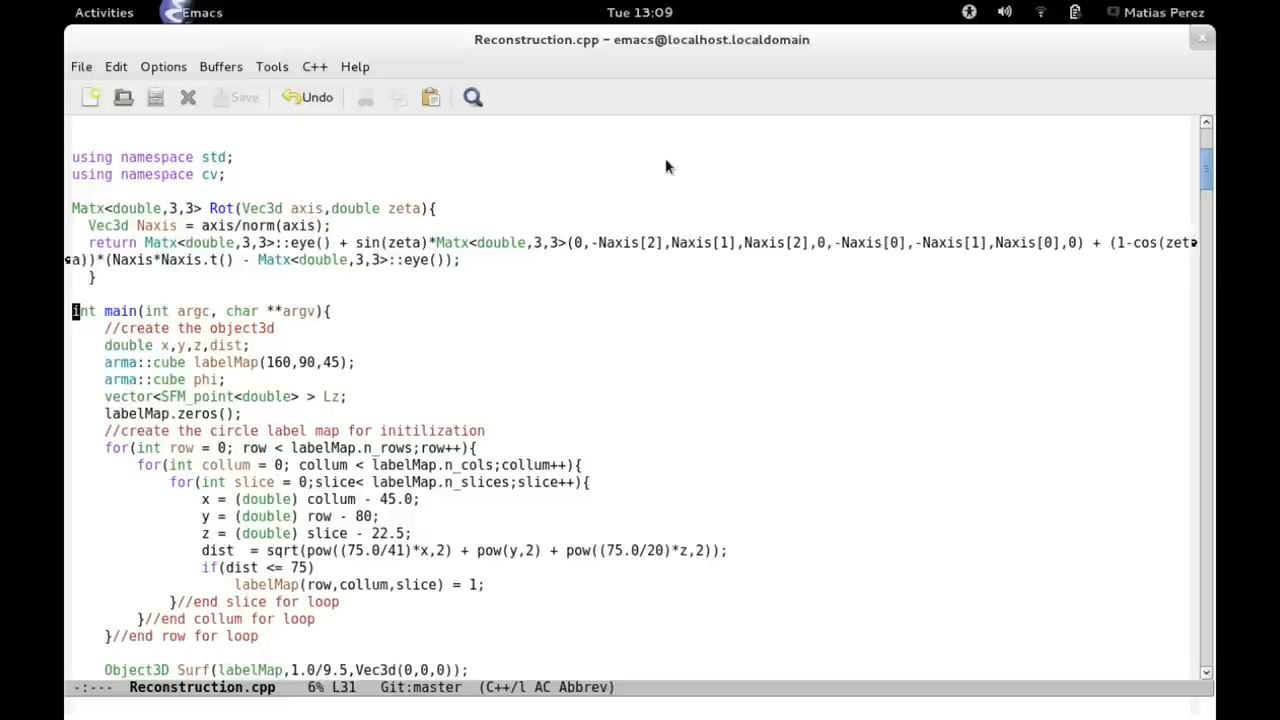 Activities Emacs Tue 13:09 Matias Perez
Reconstruction.cpp - emacs@localhost.localdomain
File Edit Options Buffers Tools C++ Help
Save Undo
using namespace std;
using namespace cv;
Matx<double,3,3> Rot(Vec3d axis,double zeta){
Vec3d Naxis = axis/norm(axis);
return Matx<double,3,3>::eye() + sin(zeta)*Matx<double,3,3>(0,-Naxis[2],Naxis[1],Naxis[2],0,-Naxis[0],-Naxis[1],Naxis[0],0) + (1-cos(zet
a))*(Naxis*Naxis.t() - Matx<double,3,3>::eye());
}
int main(int argc, char **argv){
//create the object3d
double x,y,z,dist;
arma::cube labelMap(160,90,45);
arma::cube phi;
vector<SFM_point<double> > Lz;
labelMap.zeros();
//create the circle label map for initilization
for(int row = 0; row < labelMap.n_rows;row++){
for(int collum = 0; collum < labelMap.n_cols;collum++){
for(int slice = 0;slice< labelMap.n_slices;slice++){
x = (double) collum - 45.0;
y = (double) row - 80;
z = (double) slice - 22.5;
dist  = sqrt(pow((75.0/41)*x,2) + pow(y,2) + pow((75.0/20)*z,2));
if(dist <= 75)
labelMap(row,collum,slice) = 1;
}//end slice for loop
}//end collum for loop
}//end row for loop
Object3D Surf(labelMap,1.0/9.5,Vec3d(0,0,0));
-:--- Reconstruction.cpp 6% L31 Git:master (C++/l AC Abbrev)